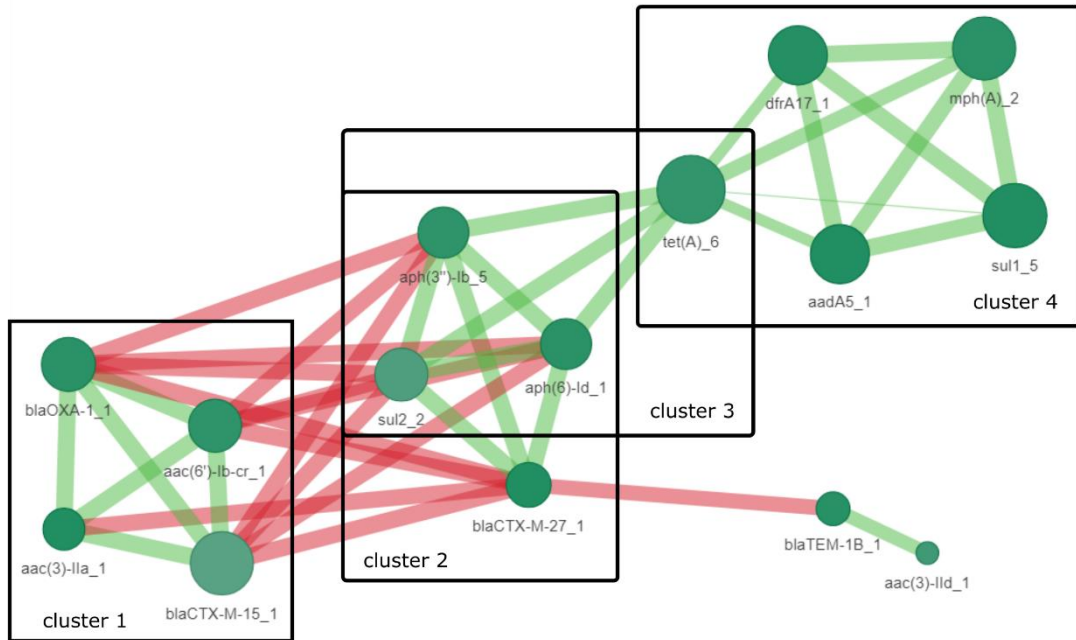 dfrA17_1
mph(A)_2
tet(A)_6
sul1_5
aph(3'')-Ib_5
aadA5_1
cluster 4
blaOXA-1_1
sul2_2
aph(6)-Id_1
cluster 3
aac(6')-Ib-cr_1
blaCTX-M-27_1
blaTEM-1B_1
aac(3)-IIa_1
cluster 2
aac(3)-IId_1
blaCTX-M-15_1
cluster 1